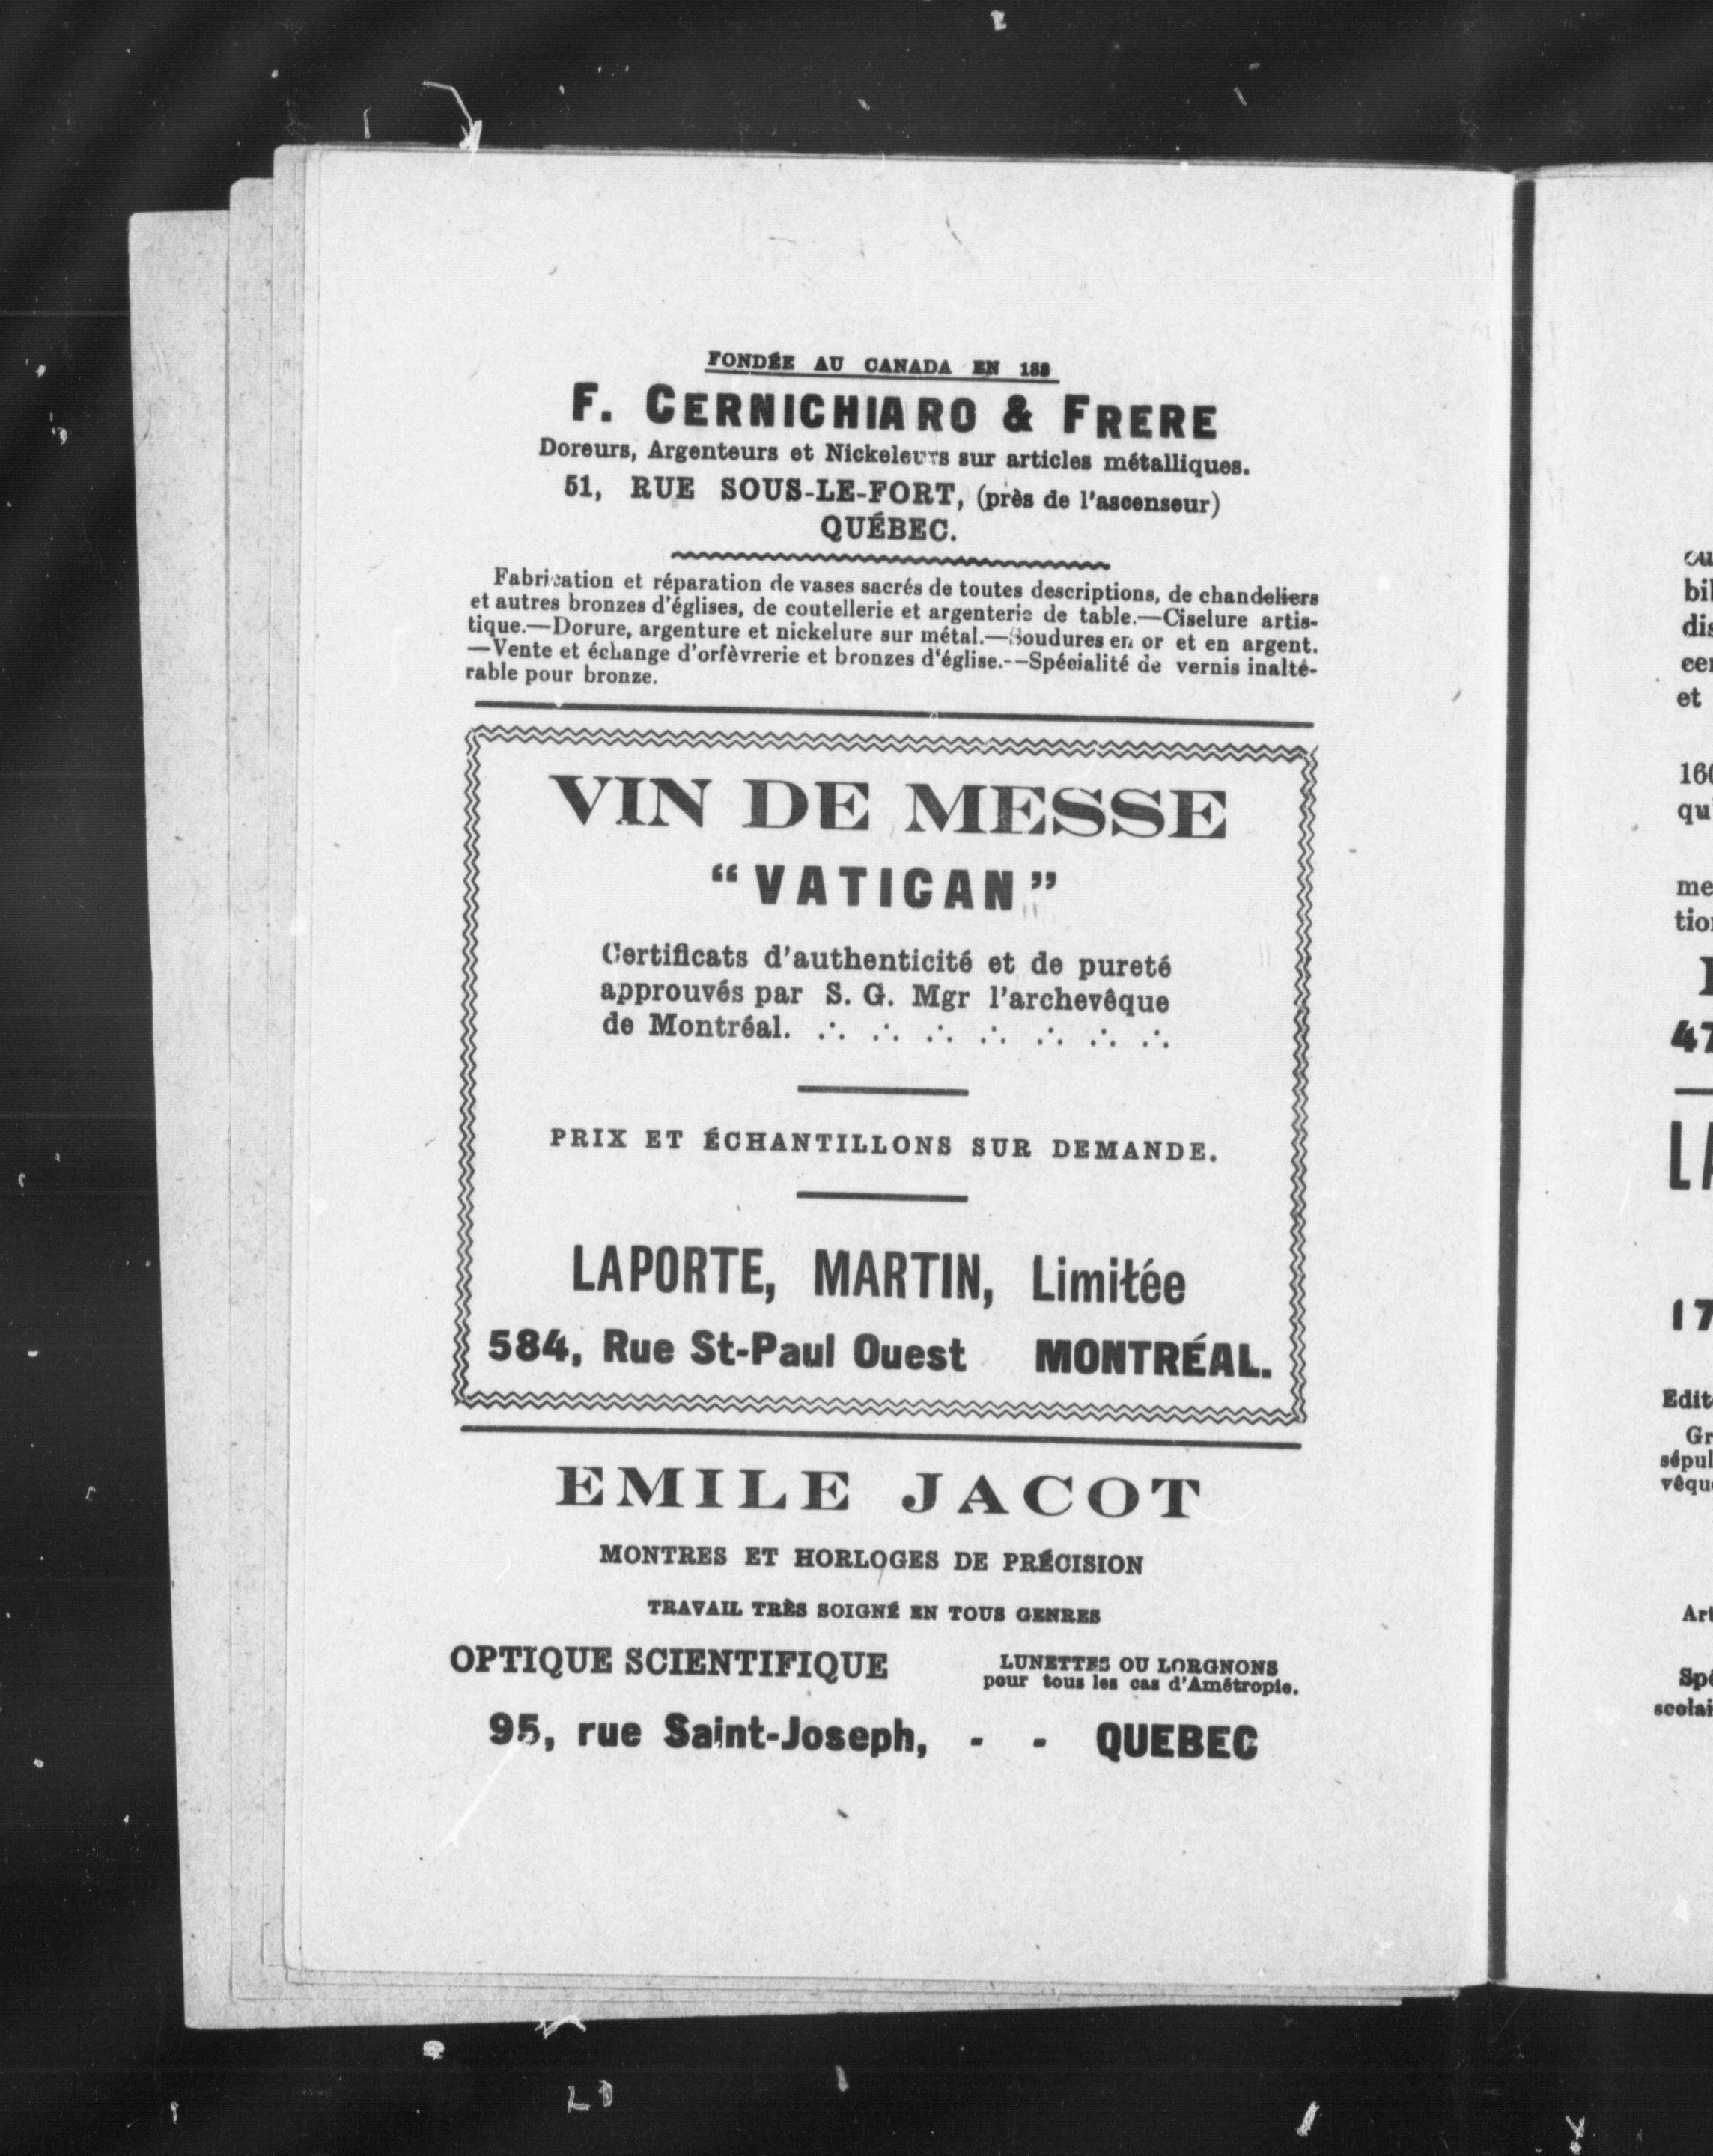 FONDÉE AU CANADA EN
F. CERNICHIARO & FRERE
Doreurs, Argenteurs et Nickeleurs sur articles métalliques.
51, RUE SOUS-LE-FORT, (près de l'ascenseur)
QUÉBEC.
Fabrication et réparation de vases sacrés de toutes descriptions, de chandeliers
et autres bronzes d'églises, de coutellerie et argenterie de table.—Ciselure artis-
tique.—Dorure, argenture et nickelure sur métal.—Soudures en or et en argent.
—Vente et échange d'orfèvrerie et bronzes d'église.--Spécialité de vernis inalté-
rable pour bronze.
VIN DE MESSE
“VATICAN”
Certificats d'authenticité et de pureté
approuvés par S. G. Mgr l'archevêque
de Montréal. ∴ ∴ ∴ ∴ ∴ ∴ ∴
PRIX ET ÉCHANTILLONS SUR DEMANDE.
LAPORTE, MARTIN, Limitée
584, Rue St-Paul Ouest MONTRÉAL.
EMILE JACOT
MONTRES ET HORLOGES DE PRÉCISION
TRAVAIL TRÈS SOIGNÉ EN TOUS GENRES
OPTIQUE SCIENTIFIQUE
LUNETTES OU LORGNONS
pour tous les cas d'Amétropie.
95, rue Saint-Joseph, - - QUEBEC
et